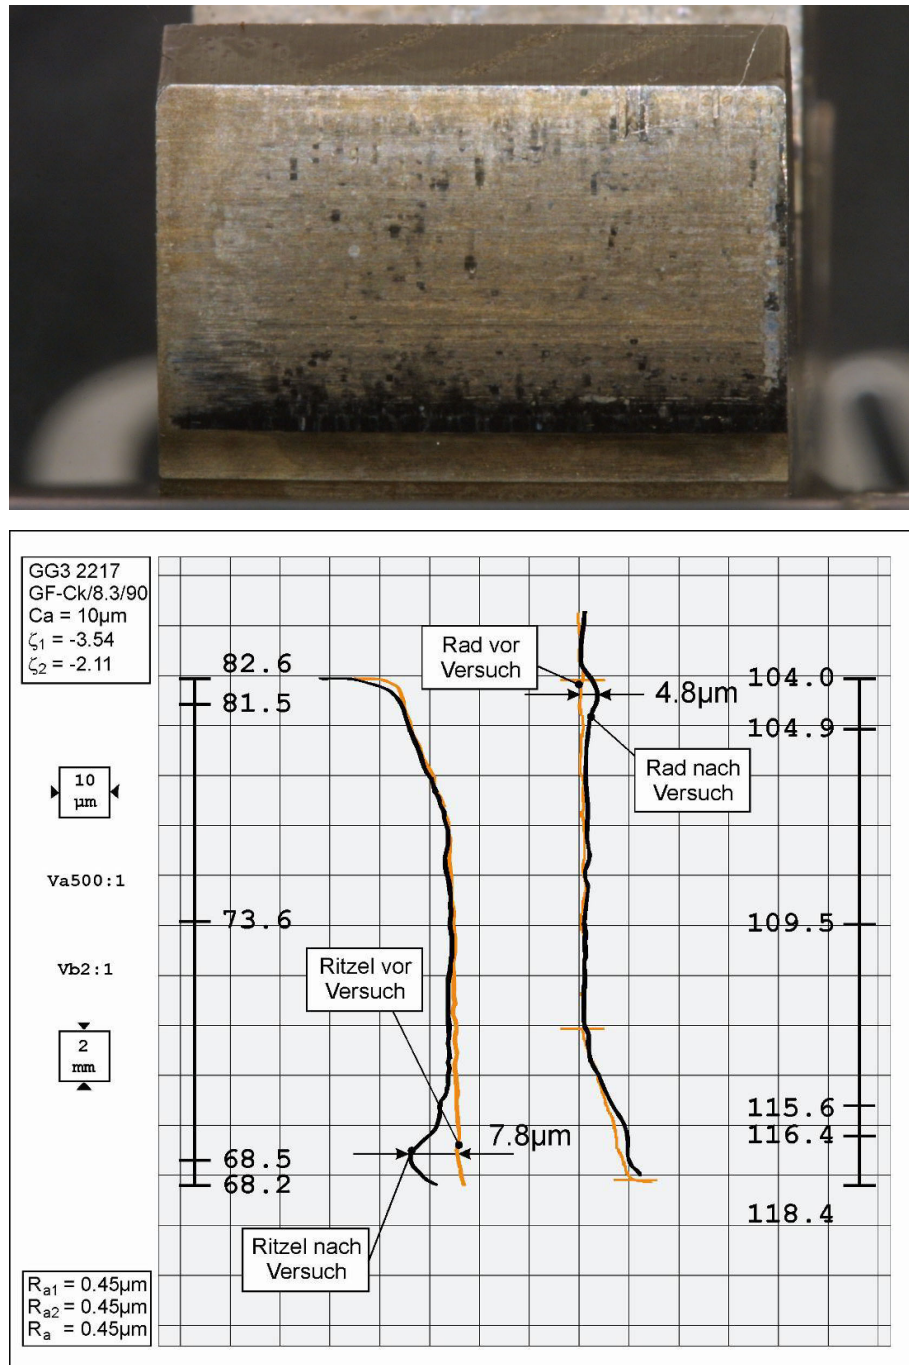 GG3 2217
GF-Ck/8.3/90
Ca = 10µm
ζ1 = -3.54
ζ2 = -2.11
82.6
81.5
73.6
68.5
68.2
10
µm
Va500:1
Vb2:1
2
mm
Ra1 = 0.45µm
Ra2 = 0.45µm
Ra = 0.45µm
Rad vor
Versuch
4.8µm
Rad nach
Versuch
Ritzel vor
Versuch
7.8µm
Ritzel nach
Versuch
104.0
104.9
109.5
115.6
116.4
118.4